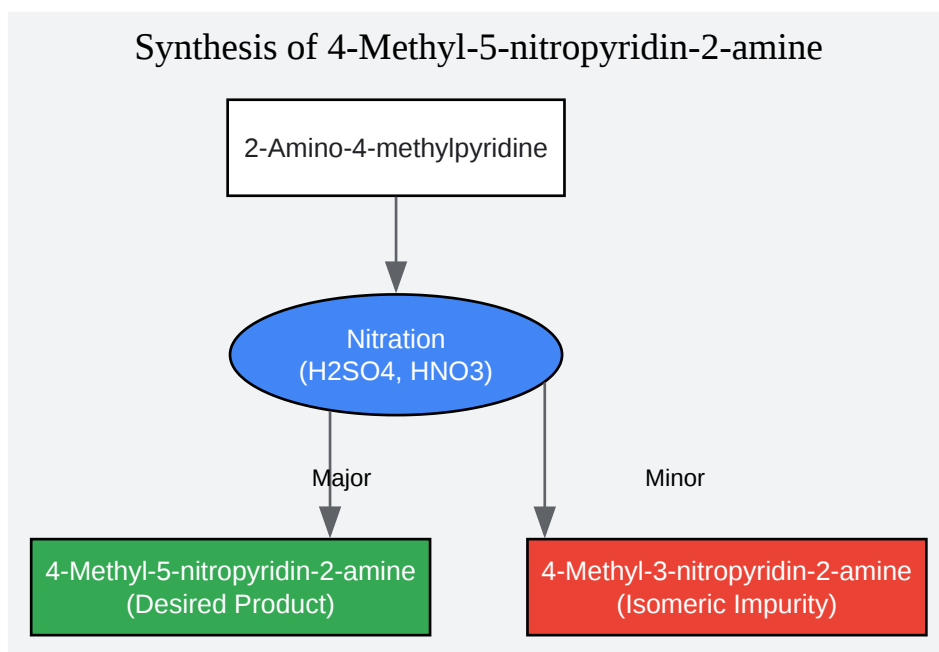 Synthesis of 4-Methyl-5-nitropyridin-2-amine
2-Amino-4-methylpyridine
Nitration
(H2SO4, HNO3)
Major
Minor
4-Methyl-5-nitropyridin-2-amine
(Desired Product)
4-Methyl-3-nitropyridin-2-amine
(Isomeric Impurity)